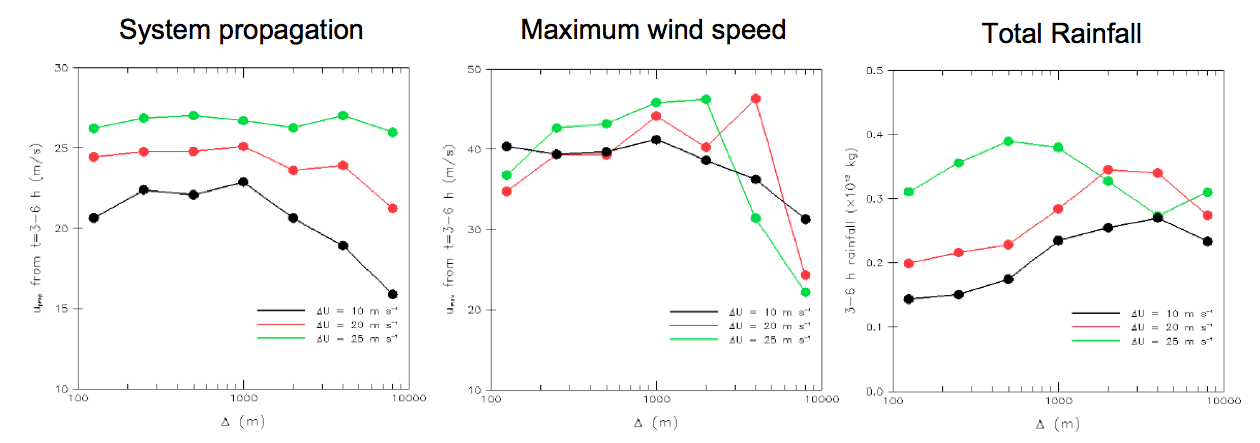 System propagation
Maximum wind speed
Total Rainfall
30
25
20
15
10
100
1000
10000
u_prop from t=3-6 h (m/s)
Δ (m)
ΔU = 10 m s⁻¹
ΔU = 20 m s⁻¹
ΔU = 25 m s⁻¹
50
40
30
20
10
100
1000
10000
u_max from t=3-6 h (m/s)
Δ (m)
ΔU = 10 m s⁻¹
ΔU = 20 m s⁻¹
ΔU = 25 m s⁻¹
0.5
0.4
0.3
0.2
0.1
0.0
100
1000
10000
3-6 h rainfall (×10⁻¹² kg)
Δ (m)
ΔU = 10 m s⁻¹
ΔU = 20 m s⁻¹
ΔU = 25 m s⁻¹